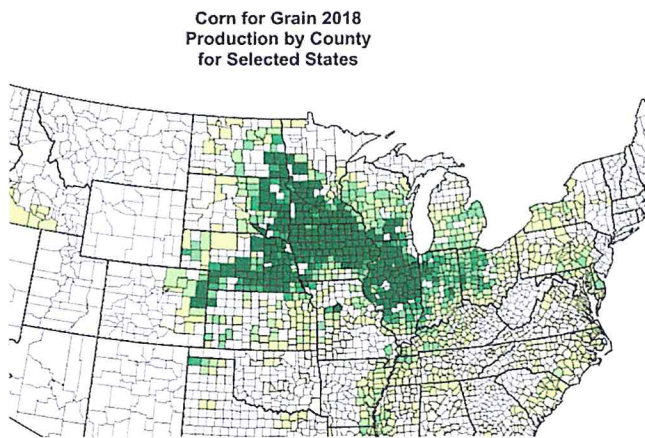 Corn for Grain 2018
Production by County
for Selected States